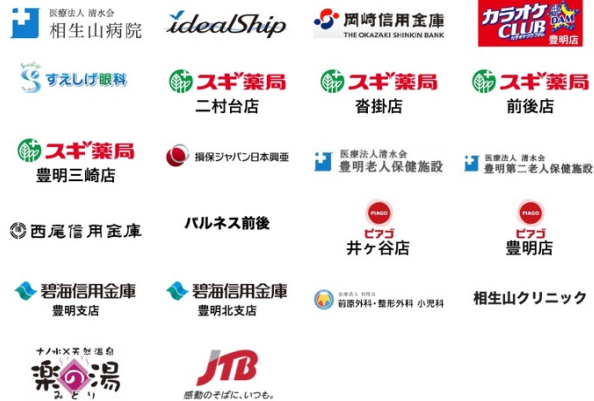 医療法人 清水会
相生山病院
idealShip
岡崎信用金庫
THE OKAZAKI SHINKIN BANK
カラオケ
CLUB
DAM
豊明店
すえしげ眼科
スギ薬局
二村台店
スギ薬局
沓掛店
スギ薬局
前後店
スギ薬局
豊明三崎店
損保ジャパン日本興亜
医療法人清水会
豊明老人保健施設
医療法人 清水会
豊明第二老人保健施設
西尾信用金庫
パルネス前後
PIAGO
ピアゴ
井ヶ谷店
PIAGO
ピアゴ
豊明店
碧海信用金庫
豊明支店
碧海信用金庫
豊明北支店
前原外科・整形外科 小児科
相生山クリニック
ナノ水×天然温泉
楽の湯
みどり
JTB
感動のそばに、いつも。